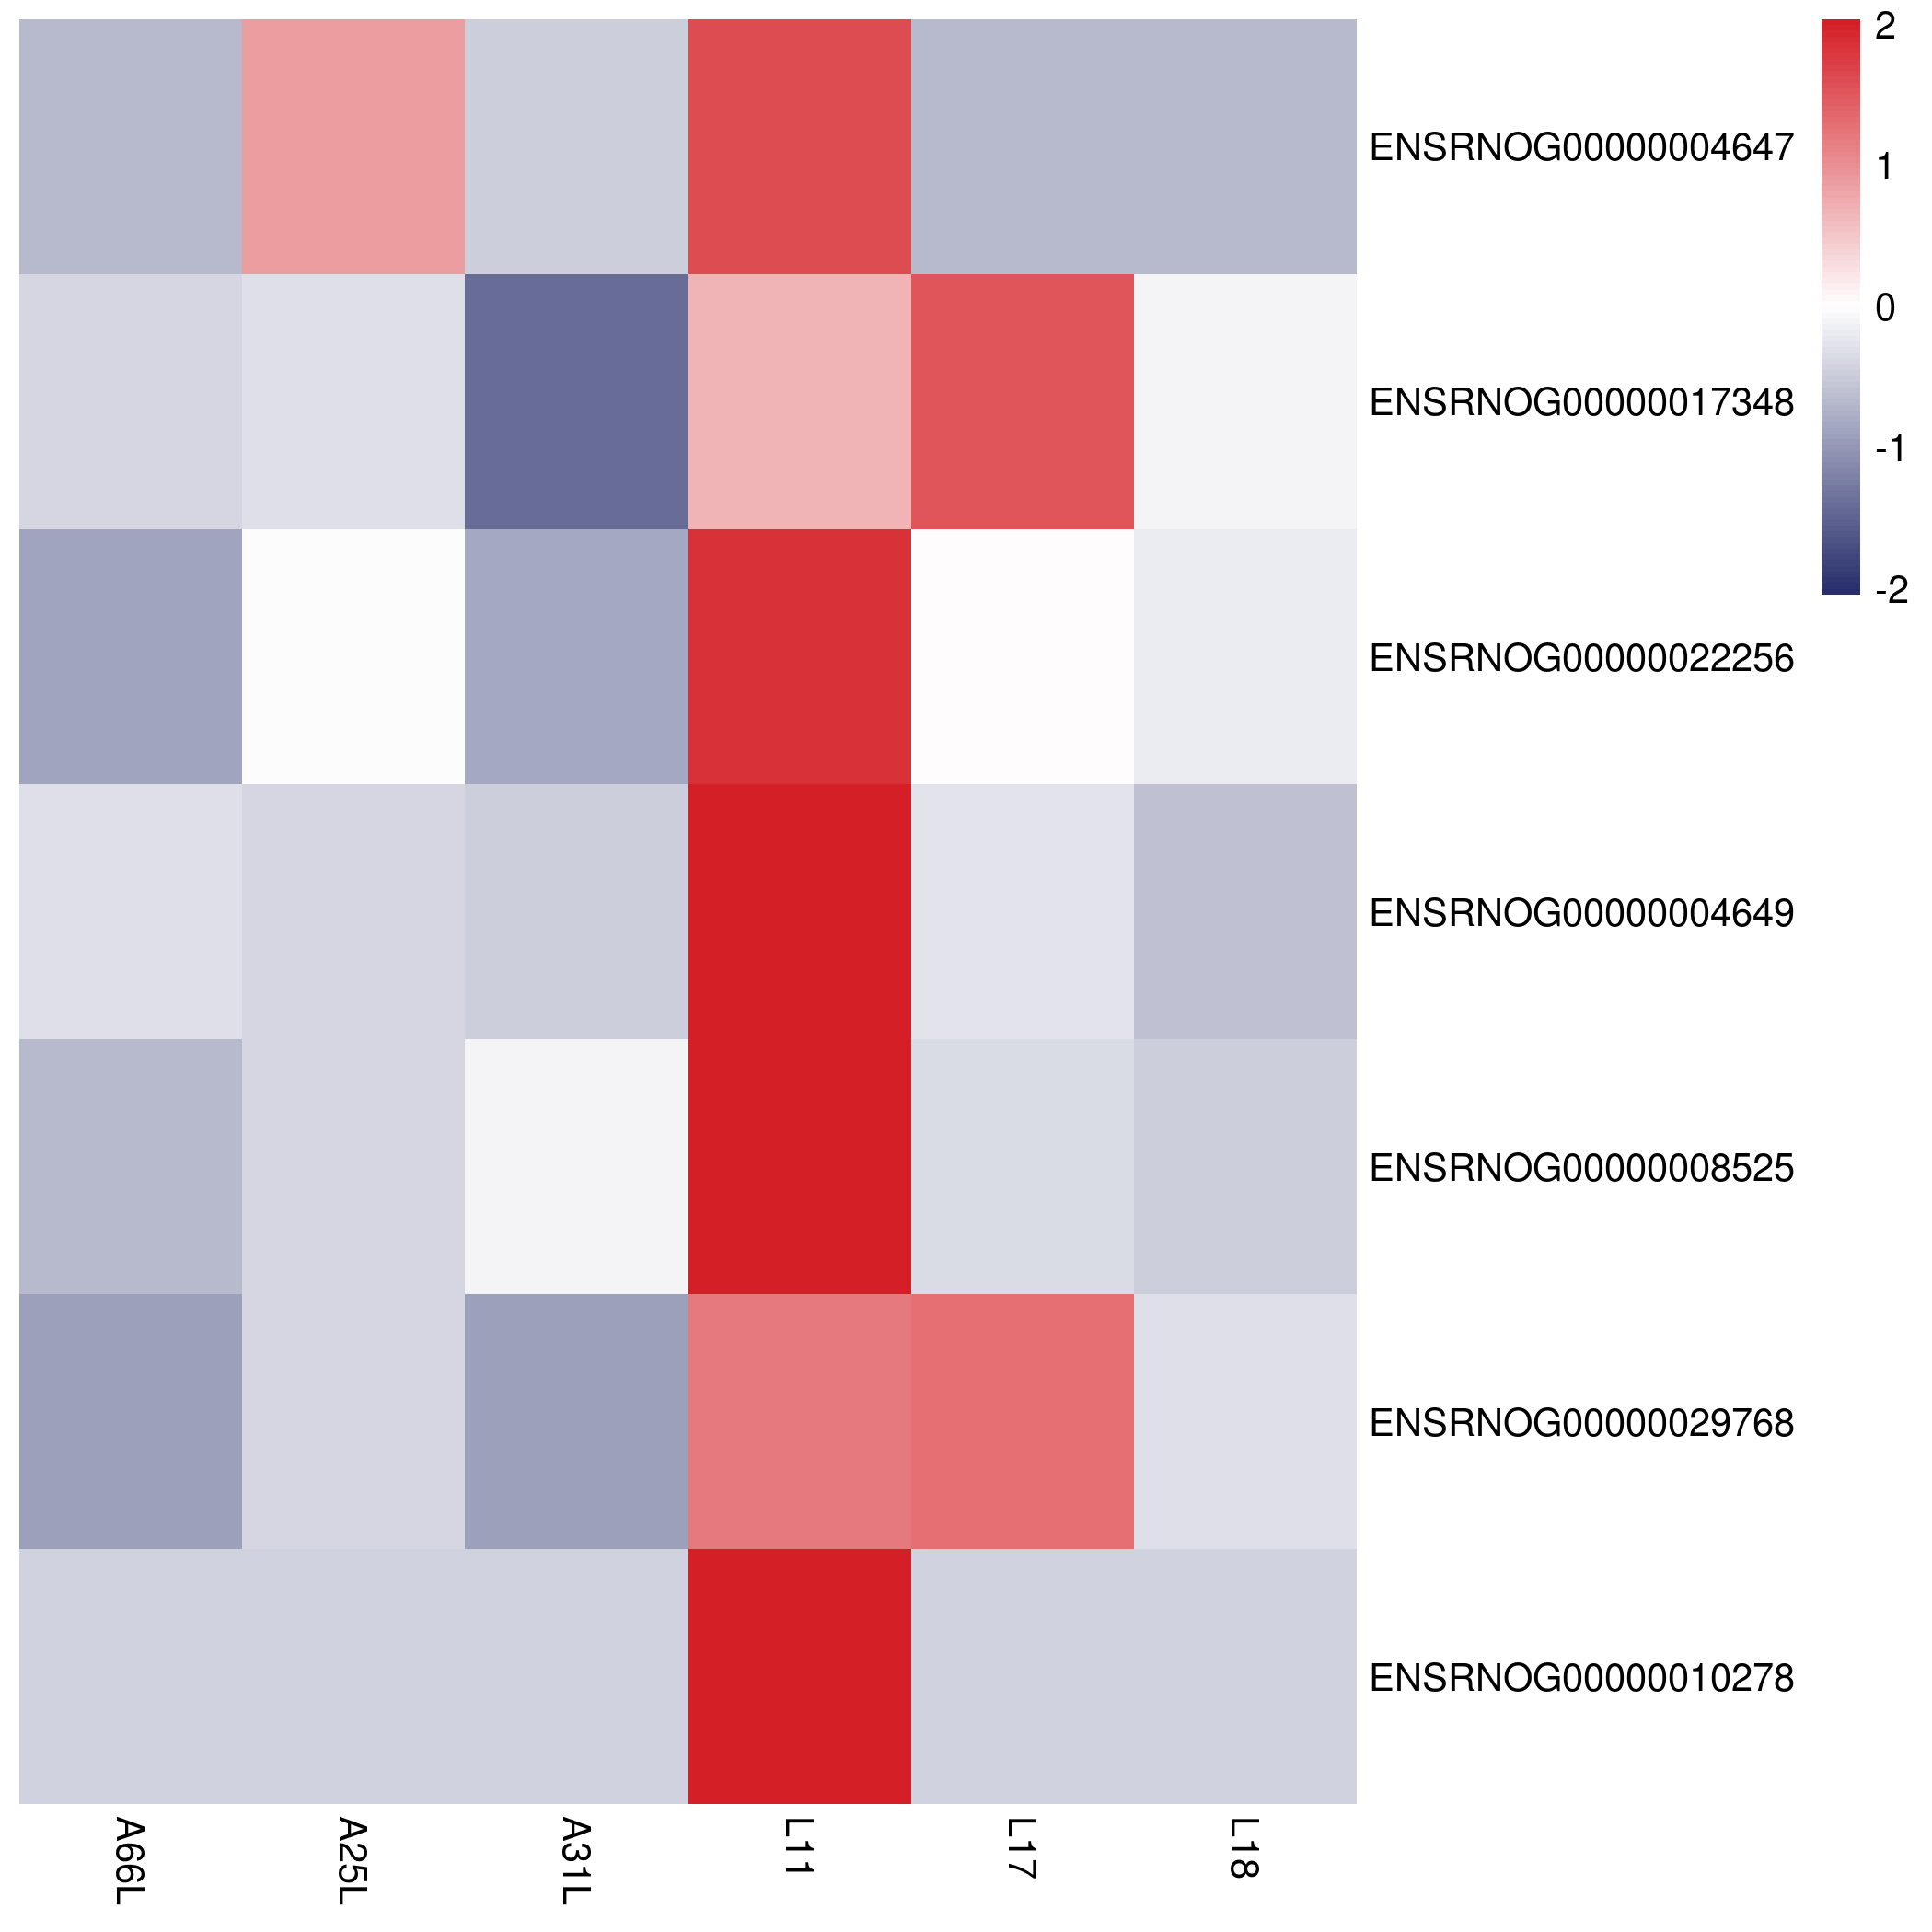 2
1
0
-1
-2
ENSRNOG00000004647
ENSRNOG00000017348
ENSRNOG00000022256
ENSRNOG00000004649
ENSRNOG00000008525
ENSRNOG00000029768
ENSRNOG00000010278
A66L
A25L
A31L
L11
L17
L18